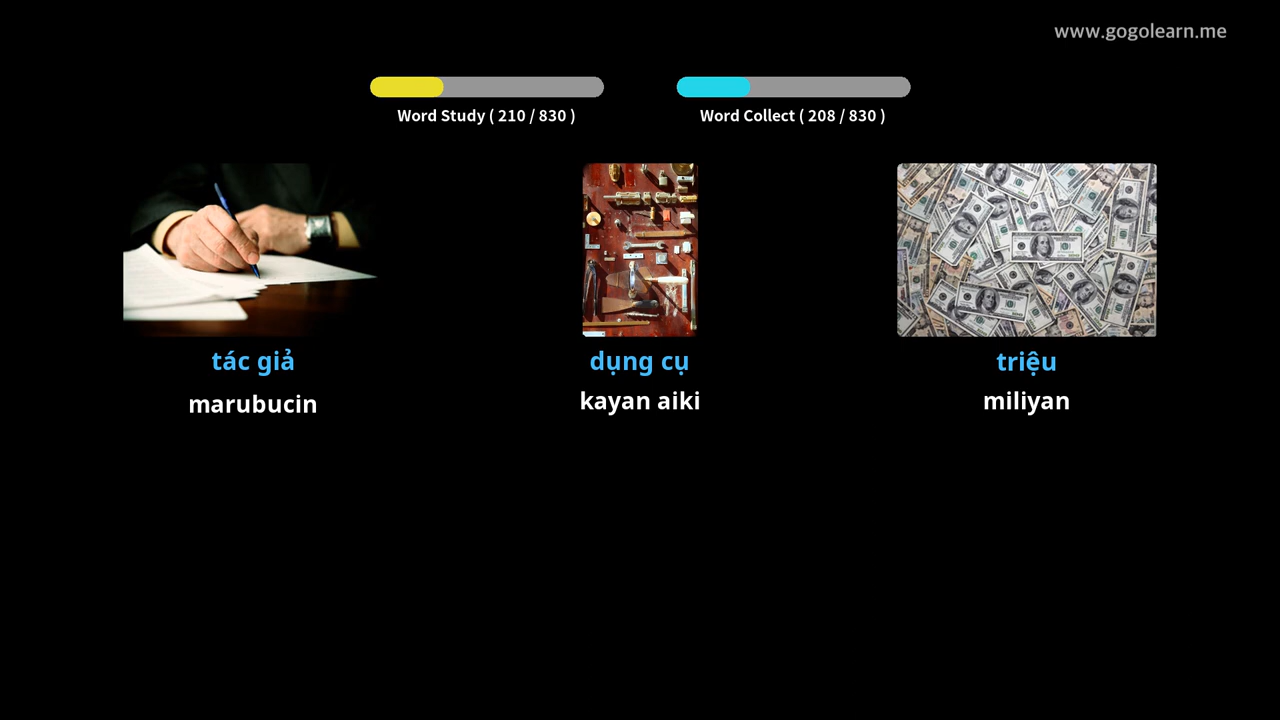 www.gogolearn.me
Word Study ( 210 / 830 )
Word Collect ( 208 / 830 )
tác giả
marubucin
dụng cụ
kayan aiki
triệu
miliyan